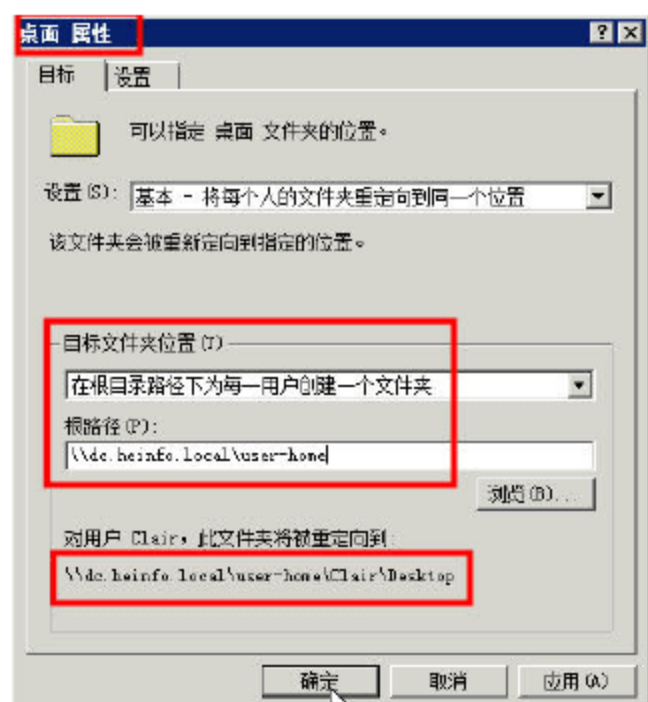 桌面 属性
目标 设置
可以指定 桌面 文件夹的位置。
设置(S): 基本 - 将每个人的文件夹重定向到同一个位置
该文件夹会被重新定向到指定的位置。
目标文件夹位置(T)
在根目录路径下为每一用户创建一个文件夹
根路径(P):
\\dc.heinfo.local\user-home
浏览(B)...
对用户 Clair，此文件夹将被重定向到:
\\dc.heinfo.local\user-home\Clair\Desktop
确定 取消 应用(A)